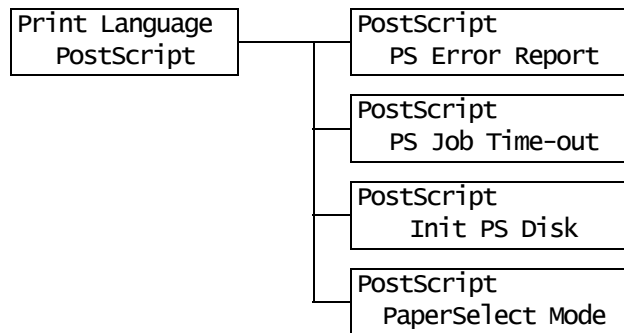 Print Language
PostScript
PostScript
PS Error Report
PostScript
PS Job Time-out
PostScript
Init PS Disk
PostScript
PaperSelect Mode